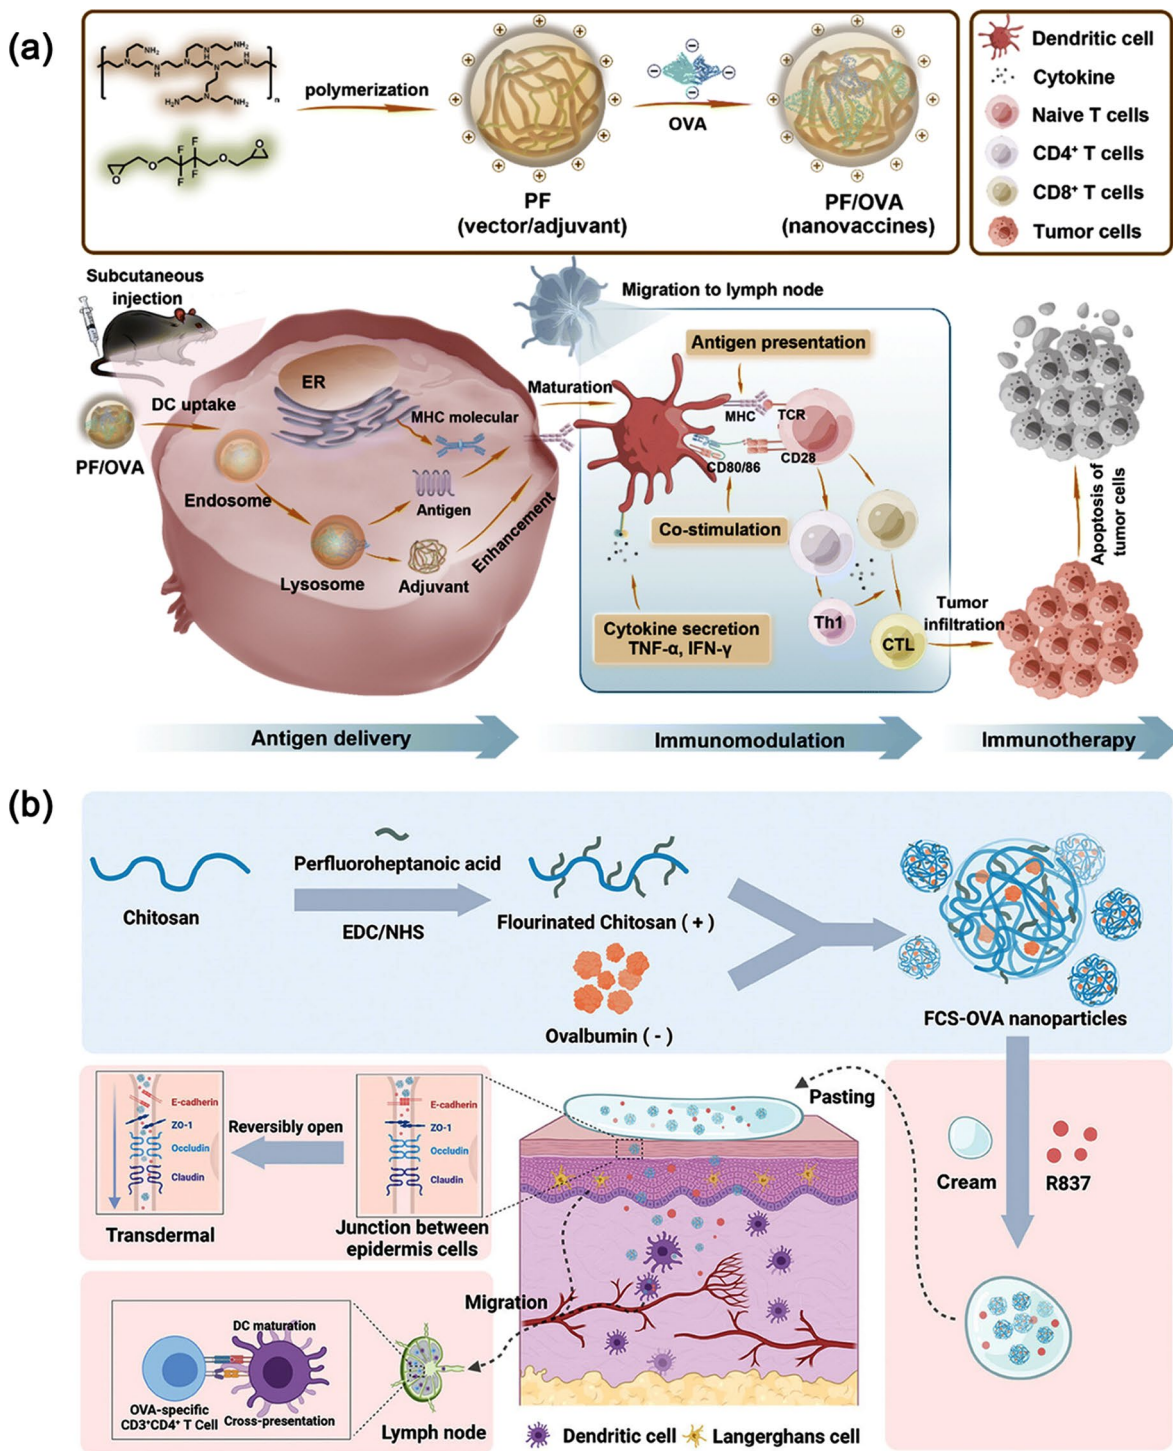 (a)
NH₂
H
N
NH₂
N
N
H
N
N
H
N
N
H₂N
NH₂
n
F
F
O
O
O
F
F
O
polymerization
OVA
PF
(vector/adjuvant)
PF/OVA
(nanovaccines)
Dendritic cell
Cytokine
Naive T cells
CD4⁺ T cells
CD8⁺ T cells
Tumor cells
Subcutaneous
injection
DC uptake
PF/OVA
ER
MHC molecular
Endosome
Antigen
Lysosome
Adjuvant
Enhancement
Maturation
Migration to lymph node
Antigen presentation
MHC
TCR
CD80/86
CD28
Co-stimulation
Cytokine secretion
TNF-α, IFN-γ
Th1
CTL
Tumor
infiltration
Apoptosis of
tumor cells
Antigen delivery
Immunomodulation
Immunotherapy
(b)
Chitosan
Perfluoroheptanoic acid
EDC/NHS
Flourinated Chitosan ( + )
Ovalbumin ( - )
FCS-OVA nanoparticles
E-cadherin
ZO-1
Occludin
Claudin
Transdermal
Reversibly open
E-cadherin
ZO-1
Occludin
Claudin
Junction between
epidermis cells
Pasting
Cream
R837
Migration
DC maturation
OVA-specific
CD3⁺CD4⁺ T Cell
Cross-presentation
Lymph node
Dendritic cell
Langerghans cell